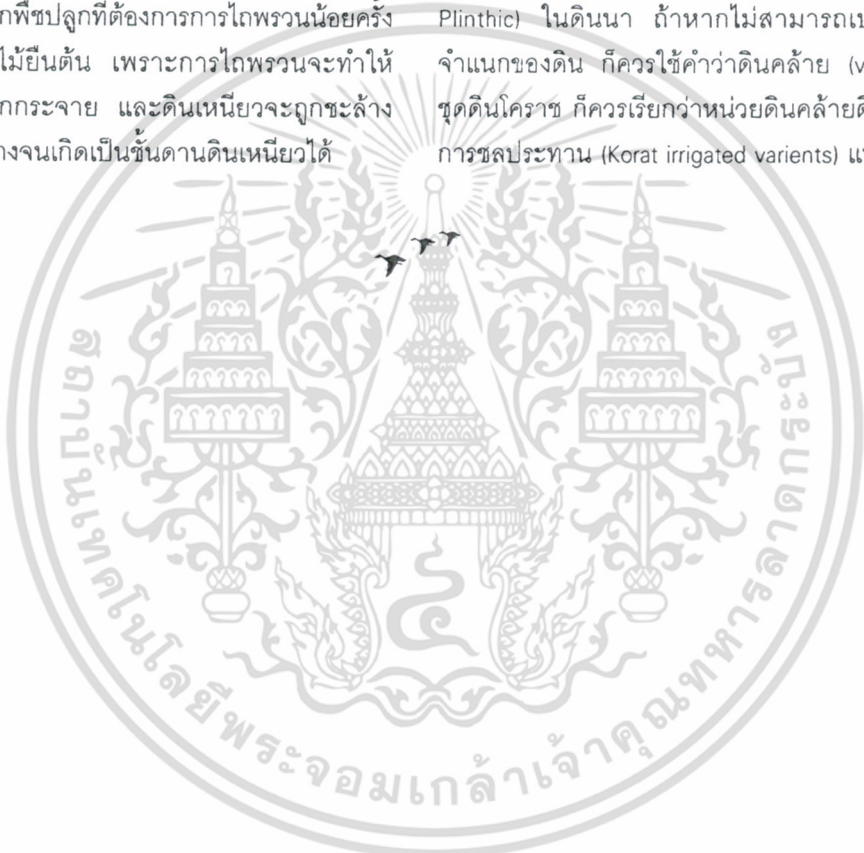 กพืชปลูกที่ต้องการการไถพรวนน้อยครั้ง
ไม้ยืนต้น เพราะการไถพรวนจะทำให้
กกระจาย และดินเหนียวจะถูกชะล้าง
างจนเกิดเป็นชั้นดานดินเหนียวได้
Plinthic) ในดินนา ถ้าหากไม่สามารถเป
จำแนกของดิน ก็ควรใช้คำว่าดินคล้าย (v
ชุดดินโคราช ก็ควรเรียกว่าหน่วยดินคล้ายดิ
การชลประทาน (Korat irrigated varients) แ
สถาบันเทคโนโลยีพระจอมเกล้าเจ้าคุณทหารลาดกระบัง